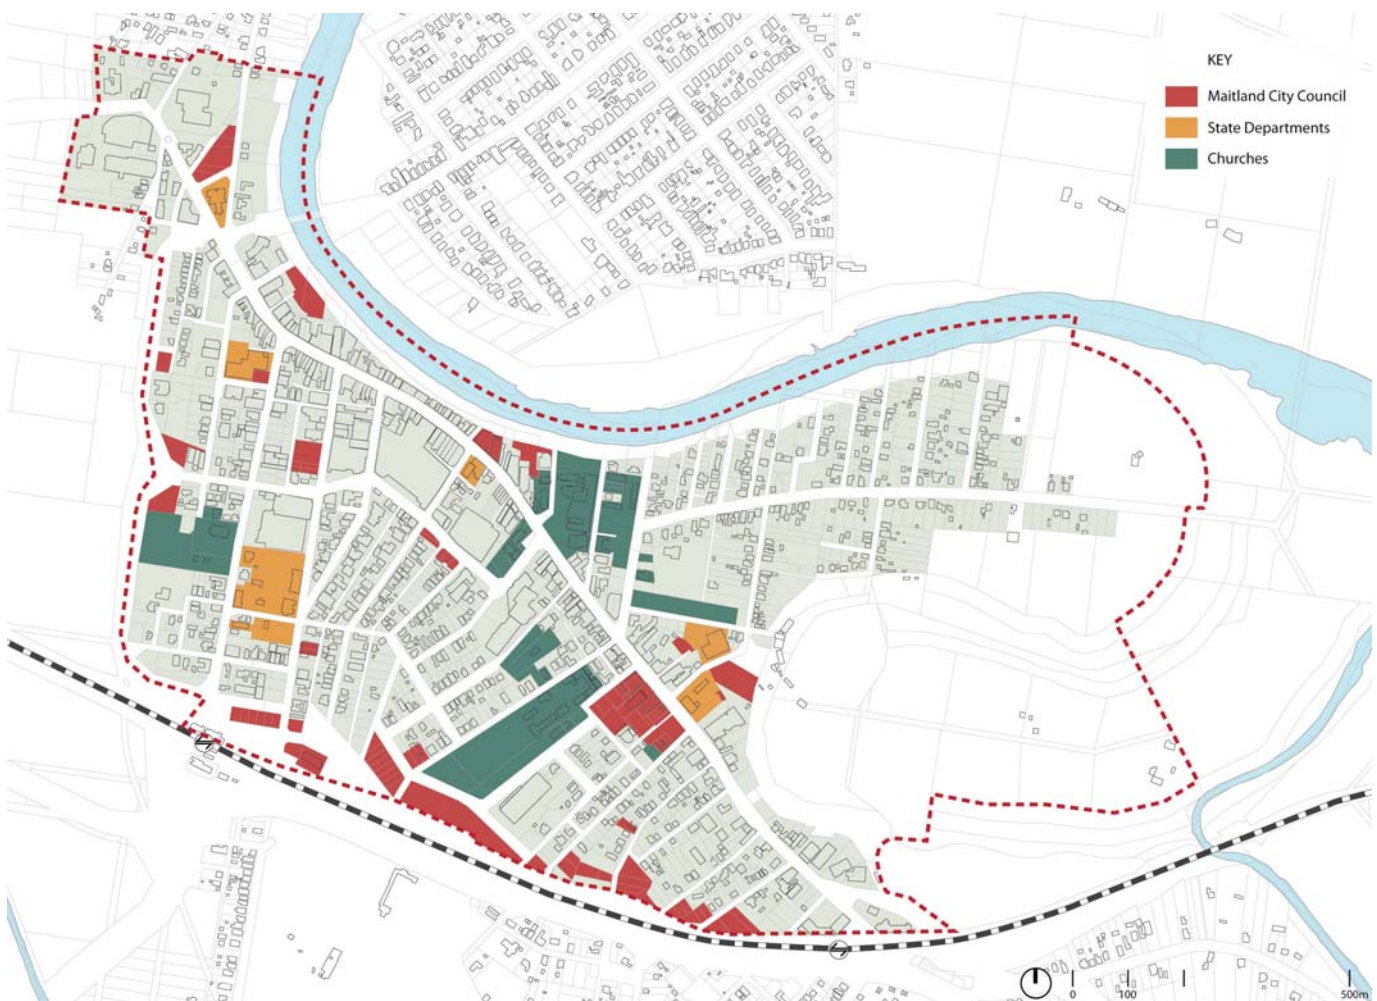 KEY
Maitland City Council
State Departments
Churches
0 100 500m